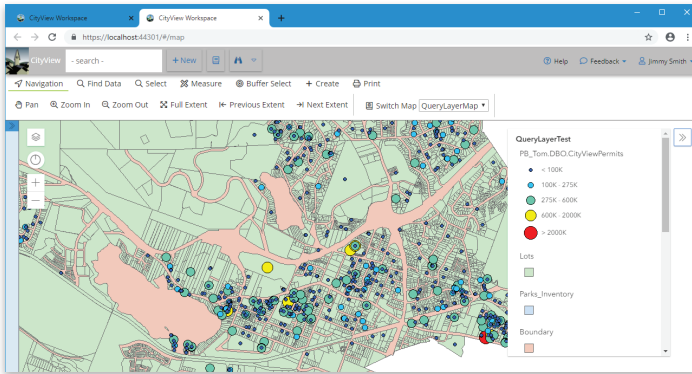 CityView Workspace × CityView Workspace × +
https://localhost:44301/#/map
CityView - search - + New Help Feedback Jimmy Smith
Navigation Find Data Select Measure Buffer Select + Create Print
Pan Zoom In Zoom Out Full Extent Previous Extent Next Extent Switch Map QueryLayerMap
QueryLayerTest
PB_Tom.DBO.CityViewPermits
< 100K
100K - 275K
275K - 600K
600K - 2000K
> 2000K
Lots
Parks_Inventory
Boundary